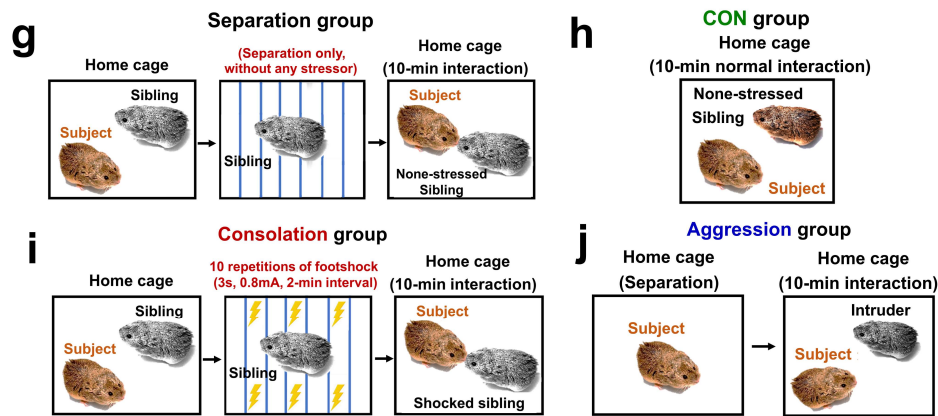 g
Separation group
Home cage
Sibling
Subject
(Separation only,
without any stressor)
Sibling
Home cage
(10-min interaction)
Subject
None-stressed
Sibling
h
CON group
Home cage
(10-min normal interaction)
None-stressed
Sibling
Subject
i
Consolation group
Home cage
Sibling
Subject
10 repetitions of footshock
(3s, 0.8mA, 2-min interval)
Sibling
Home cage
(10-min interaction)
Subject
Shocked sibling
j
Aggression group
Home cage
(Separation)
Subject
Home cage
(10-min interaction)
Intruder
Subject